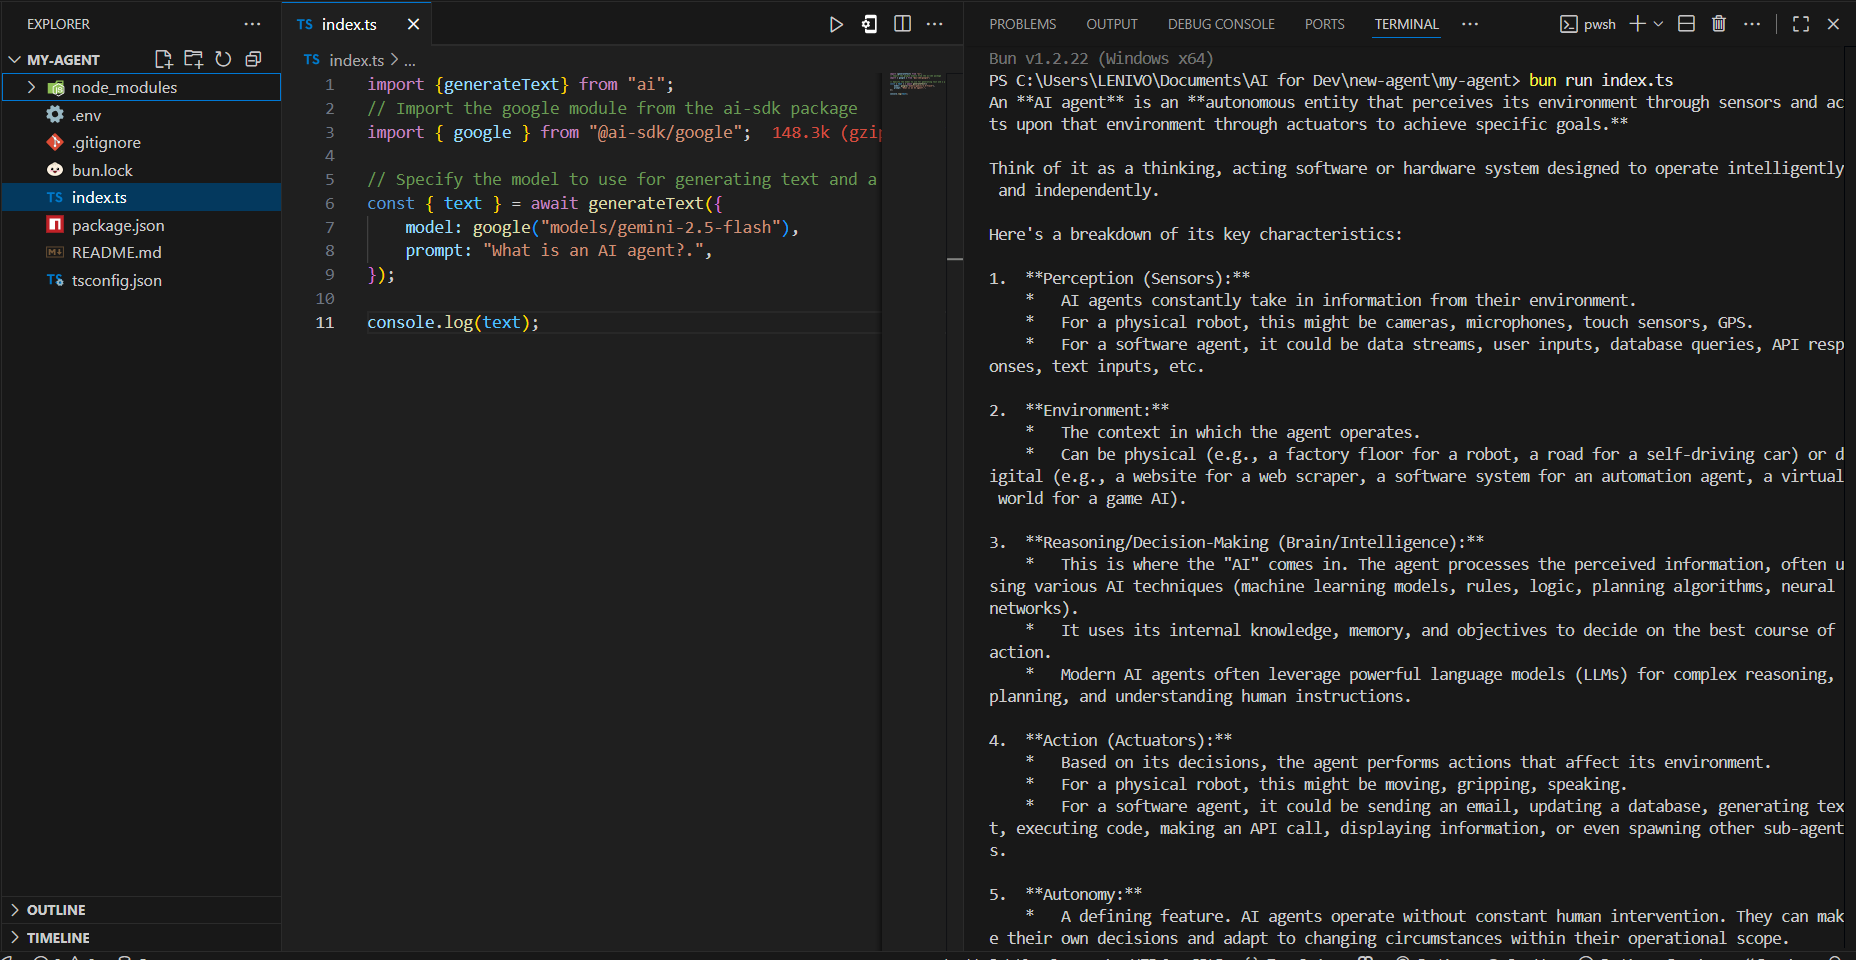 EXPLORER
MY-AGENT
node_modules
.env
.gitignore
bun.lock
TS index.ts
package.json
README.md
TS tsconfig.json
OUTLINE
TIMELINE
TS index.ts
TS index.ts > ...
1 import {generateText} from "ai";
2 // Import the google module from the ai-sdk package
3 import { google } from "@ai-sdk/google"; 148.3k (gzip
4
5 // Specify the model to use for generating text and a
6 const { text } = await generateText({
7 model: google("models/gemini-2.5-flash"),
8 prompt: "What is an AI agent?.",
9 });
10
11 console.log(text);
PROBLEMS OUTPUT DEBUG CONSOLE PORTS TERMINAL pwsh
Bun v1.2.22 (Windows x64)
PS C:\Users\LENIVO\Documents\AI for Dev\new-agent\my-agent> bun run index.ts
An **AI agent** is an **autonomous entity that perceives its environment through sensors and ac
ts upon that environment through actuators to achieve specific goals.**
Think of it as a thinking, acting software or hardware system designed to operate intelligently
and independently.
Here's a breakdown of its key characteristics:
1. **Perception (Sensors):**
* AI agents constantly take in information from their environment.
* For a physical robot, this might be cameras, microphones, touch sensors, GPS.
* For a software agent, it could be data streams, user inputs, database queries, API resp
onses, text inputs, etc.
2. **Environment:**
* The context in which the agent operates.
* Can be physical (e.g., a factory floor for a robot, a road for a self-driving car) or d
igital (e.g., a website for a web scraper, a software system for an automation agent, a virtual
world for a game AI).
3. **Reasoning/Decision-Making (Brain/Intelligence):**
* This is where the "AI" comes in. The agent processes the perceived information, often u
sing various AI techniques (machine learning models, rules, logic, planning algorithms, neural
networks).
* It uses its internal knowledge, memory, and objectives to decide on the best course of
action.
* Modern AI agents often leverage powerful language models (LLMs) for complex reasoning,
planning, and understanding human instructions.
4. **Action (Actuators):**
* Based on its decisions, the agent performs actions that affect its environment.
* For a physical robot, this might be moving, gripping, speaking.
* For a software agent, it could be sending an email, updating a database, generating tex
t, executing code, making an API call, displaying information, or even spawning other sub-agent
s.
5. **Autonomy:**
* A defining feature. AI agents operate without constant human intervention. They can mak
e their own decisions and adapt to changing circumstances within their operational scope.